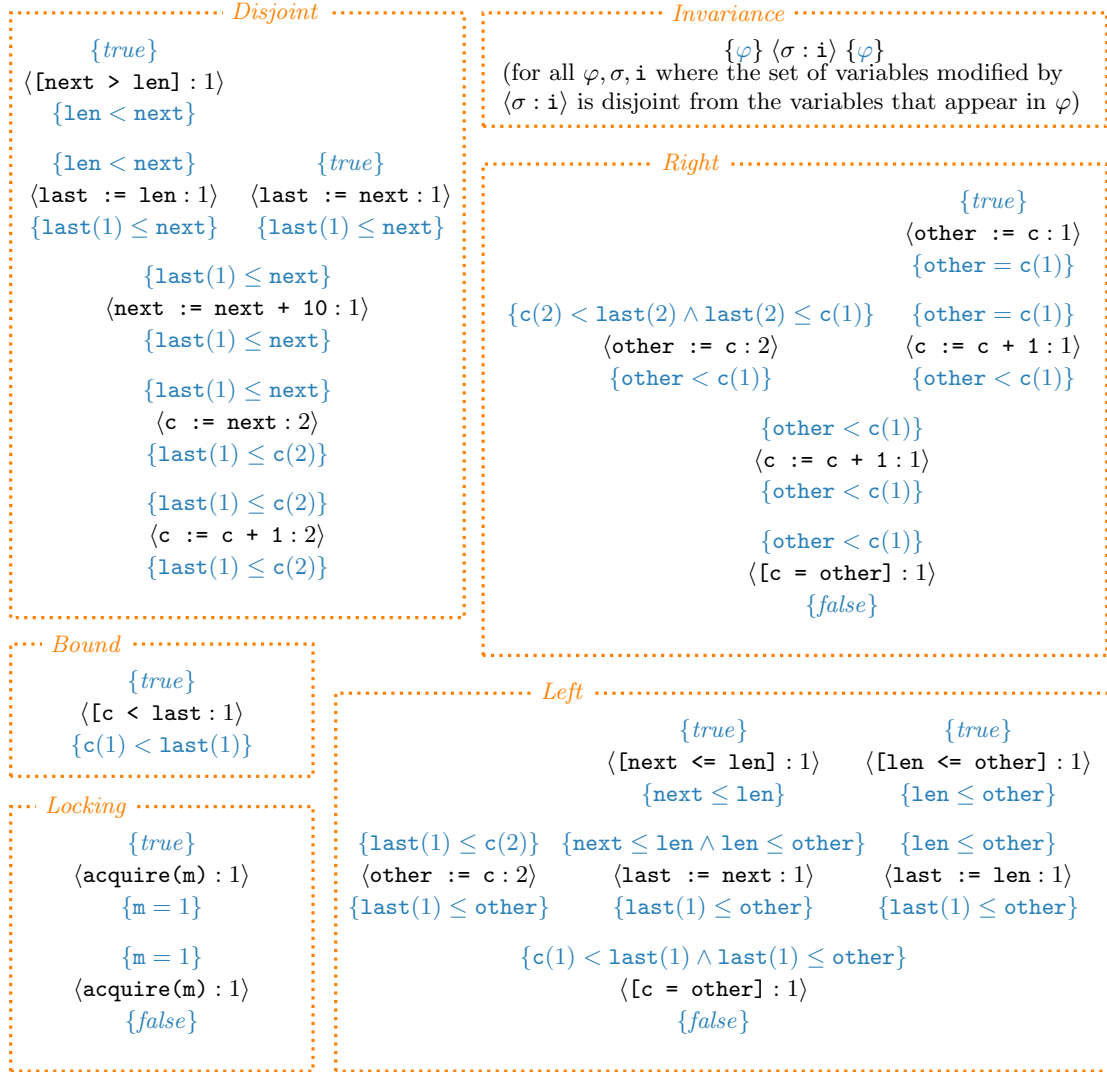 Disjoint
{true}
⟨[next > len] : 1⟩
{len < next}
{len < next} {true}
⟨last := len : 1⟩ ⟨last := next : 1⟩
{last(1) ≤ next} {last(1) ≤ next}
{last(1) ≤ next}
⟨next := next + 10 : 1⟩
{last(1) ≤ next}
{last(1) ≤ next}
⟨c := next : 2⟩
{last(1) ≤ c(2)}
{last(1) ≤ c(2)}
⟨c := c + 1 : 2⟩
{last(1) ≤ c(2)}
Invariance
{φ} ⟨σ : i⟩ {φ}
(for all φ, σ, i where the set of variables modified by
⟨σ : i⟩ is disjoint from the variables that appear in φ)
Right
{true}
⟨other := c : 1⟩
{other = c(1)}
{c(2) < last(2) ∧ last(2) ≤ c(1)} {other = c(1)}
⟨other := c : 2⟩ ⟨c := c + 1 : 1⟩
{other < c(1)} {other < c(1)}
{other < c(1)}
⟨c := c + 1 : 1⟩
{other < c(1)}
{other < c(1)}
⟨[c = other] : 1⟩
{false}
Bound
{true}
⟨[c < last : 1⟩
{c(1) < last(1)}
Locking
{true}
⟨acquire(m) : 1⟩
{m = 1}
{m = 1}
⟨acquire(m) : 1⟩
{false}
Left
{true} {true}
⟨[next <= len] : 1⟩ ⟨[len <= other] : 1⟩
{next ≤ len} {len ≤ other}
{last(1) ≤ c(2)} {next ≤ len ∧ len ≤ other} {len ≤ other}
⟨other := c : 2⟩ ⟨last := next : 1⟩ ⟨last := len : 1⟩
{last(1) ≤ other} {last(1) ≤ other} {last(1) ≤ other}
{c(1) < last(1) ∧ last(1) ≤ other}
⟨[c = other] : 1⟩
{false}